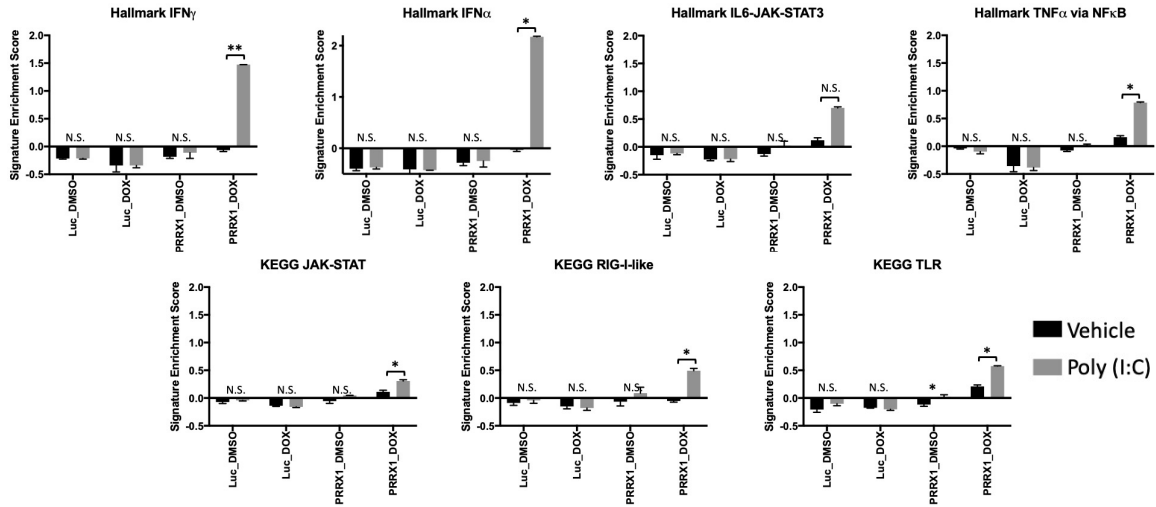 Hallmark IFNγ
Signature Enrichment Score
2.0
1.5
1.0
0.5
0.0
-0.5
N.S.
N.S.
N.S.
**
Luc_DMSO
Luc_DOX
PRRX1_DMSO
PRRX1_DOX
Hallmark IFNα
Signature Enrichment Score
2
1
0
N.S.
N.S.
N.S.
*
Luc_DMSO
Luc_DOX
PRRX1_DMSO
PRRX1_DOX
Hallmark IL6-JAK-STAT3
Signature Enrichment Score
2.0
1.5
1.0
0.5
0.0
-0.5
N.S.
N.S.
N.S.
N.S.
Luc_DMSO
Luc_DOX
PRRX1_DMSO
PRRX1_DOX
Hallmark TNFα via NFκB
Signature Enrichment Score
2.0
1.5
1.0
0.5
0.0
-0.5
N.S.
N.S.
N.S.
*
Luc_DMSO
Luc_DOX
PRRX1_DMSO
PRRX1_DOX
KEGG JAK-STAT
Signature Enrichment Score
2.0
1.5
1.0
0.5
0.0
-0.5
N.S.
N.S.
N.S.
*
Luc_DMSO
Luc_DOX
PRRX1_DMSO
PRRX1_DOX
KEGG RIG-I-like
Signature Enrichment Score
2.0
1.5
1.0
0.5
0.0
-0.5
N.S.
N.S.
N.S.
*
Luc_DMSO
Luc_DOX
PRRX1_DMSO
PRRX1_DOX
KEGG TLR
Signature Enrichment Score
2.0
1.5
1.0
0.5
0.0
-0.5
N.S.
N.S.
*
*
Luc_DMSO
Luc_DOX
PRRX1_DMSO
PRRX1_DOX
Vehicle
Poly (I:C)